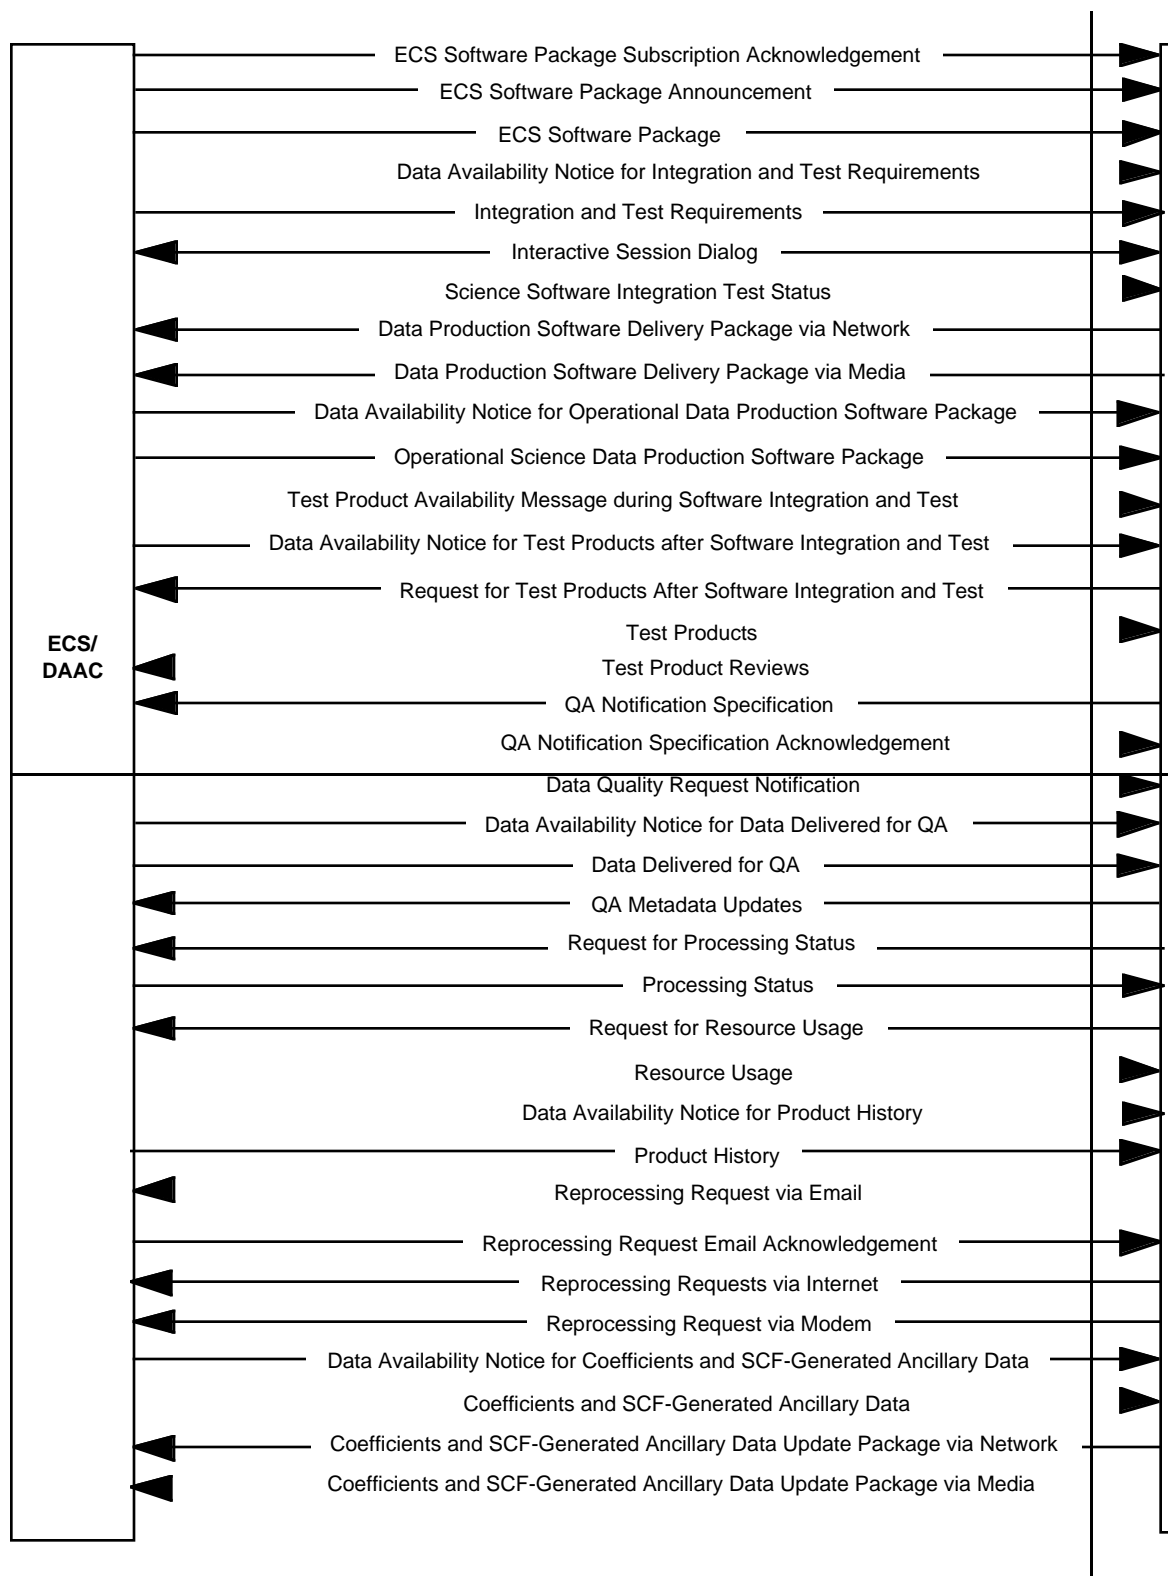 ECS Software Package Subscription Acknowledgement
ECS Software Package Announcement
ECS Software Package
Data Availability Notice for Integration and Test Requirements
Integration and Test Requirements
Interactive Session Dialog
Science Software Integration Test Status
Data Production Software Delivery Package via Network
Data Production Software Delivery Package via Media
Data Availability Notice for Operational Data Production Software Package
Operational Science Data Production Software Package
Test Product Availability Message during Software Integration and Test
Data Availability Notice for Test Products after Software Integration and Test
Request for Test Products After Software Integration and Test
Test Products
ECS/
DAAC
Test Product Reviews
QA Notification Specification
QA Notification Specification Acknowledgement
Data Quality Request Notification
Data Availability Notice for Data Delivered for QA
Data Delivered for QA
QA Metadata Updates
Request for Processing Status
Processing Status
Request for Resource Usage
Resource Usage
Data Availability Notice for Product History
Product History
Reprocessing Request via Email
Reprocessing Request Email Acknowledgement
Reprocessing Requests via Internet
Reprocessing Request via Modem
Data Availability Notice for Coefficients and SCF-Generated Ancillary Data
Coefficients and SCF-Generated Ancillary Data
Coefficients and SCF-Generated Ancillary Data Update Package via Network
Coefficients and SCF-Generated Ancillary Data Update Package via Media